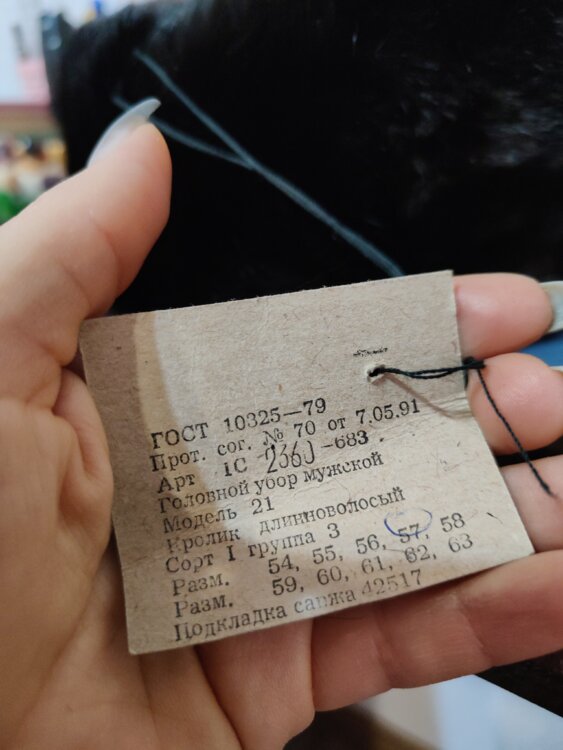 ГОСТ 10325—79
Прот. сог. № 70 от 7.05.91
Арт 1С -2360 -683
Головной убор мужской
Модель 21
Кролик длинноволосый
Сорт I группа 3
Разм. 54, 55, 56, 57, 58
Разм. 59, 60, 61, 62, 63
Подкладка саржа 42517